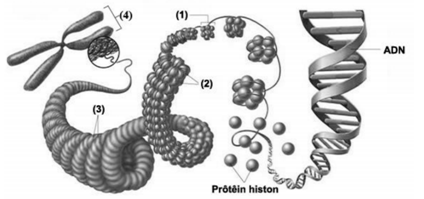 (4)
(1)
ADN
(2)
(3)
Prôtêin histon